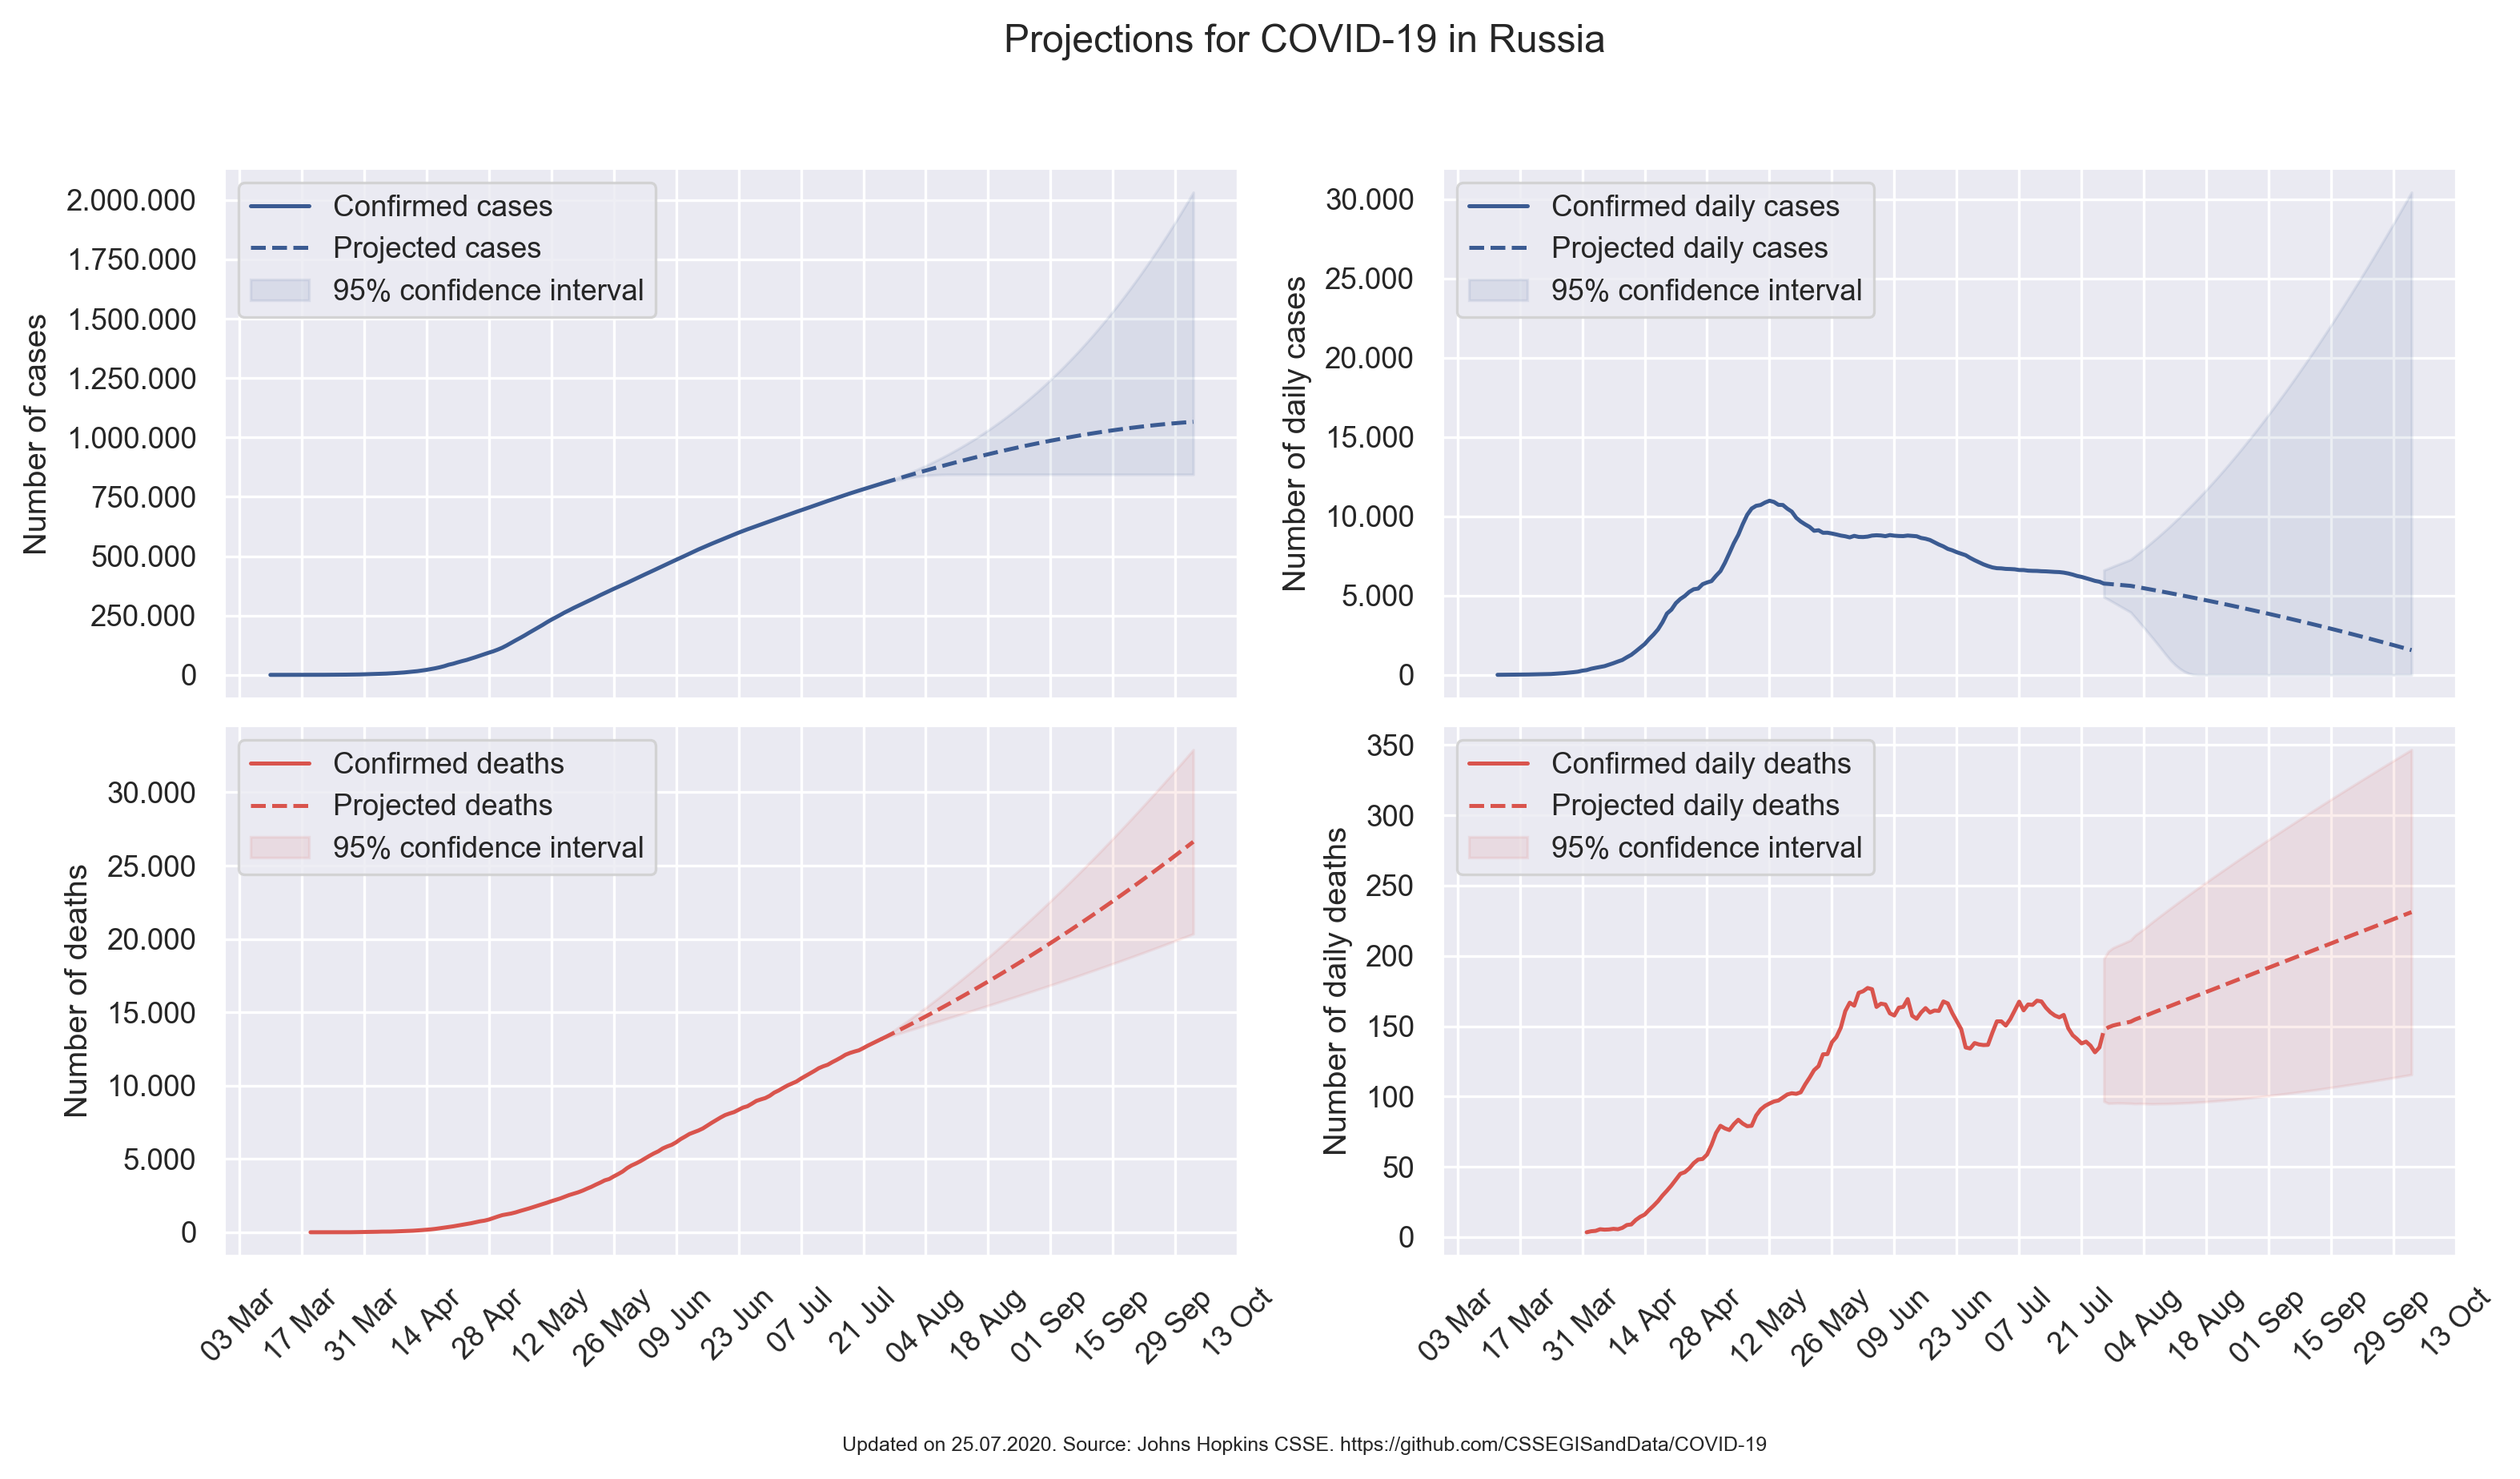 Projections for COVID-19 in Russia
Number of cases
2.000.000
1.750.000
1.500.000
1.250.000
1.000.000
750.000
500.000
250.000
0
Confirmed cases
Projected cases
95% confidence interval
Number of daily cases
30.000
25.000
20.000
15.000
10.000
5.000
0
Confirmed daily cases
Projected daily cases
95% confidence interval
Number of deaths
30.000
25.000
20.000
15.000
10.000
5.000
0
Confirmed deaths
Projected deaths
95% confidence interval
03 Mar 17 Mar 31 Mar 14 Apr 28 Apr 12 May 26 May 09 Jun 23 Jun 07 Jul 21 Jul 04 Aug 18 Aug 01 Sep 15 Sep 29 Sep 13 Oct
Number of daily deaths
350
300
250
200
150
100
50
0
Confirmed daily deaths
Projected daily deaths
95% confidence interval
03 Mar 17 Mar 31 Mar 14 Apr 28 Apr 12 May 26 May 09 Jun 23 Jun 07 Jul 21 Jul 04 Aug 18 Aug 01 Sep 15 Sep 29 Sep 13 Oct
Updated on 25.07.2020. Source: Johns Hopkins CSSE. https://github.com/CSSEGISandData/COVID-19